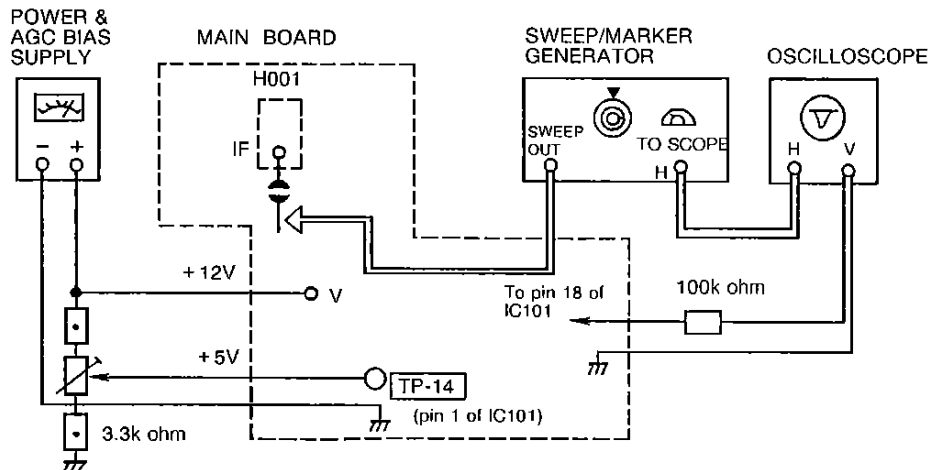 POWER &
AGC BIAS
SUPPLY
MAIN BOARD
SWEEP/MARKER
GENERATOR
OSCILLOSCOPE
H001
IF
− +
SWEEP
OUT
TO SCOPE
H
H V
+12V
V
To pin 18 of
IC101
100k ohm
+5V
TP-14
(pin 1 of IC101)
3.3k ohm